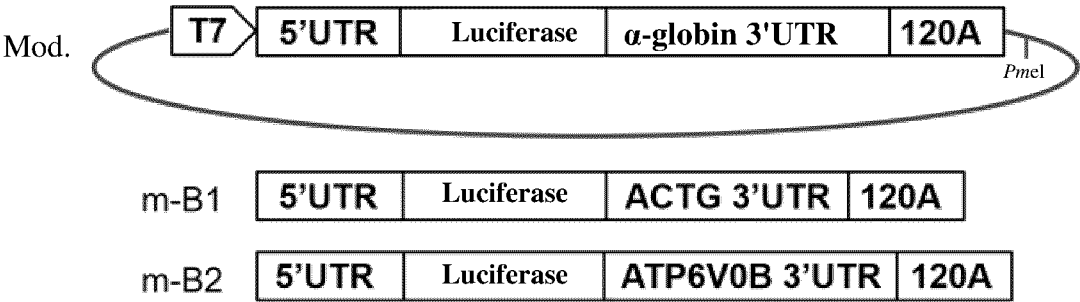 Mod. T7 5'UTR Luciferase α-globin 3'UTR 120A
PmeI
m-B1 5'UTR Luciferase ACTG 3'UTR 120A
m-B2 5'UTR Luciferase ATP6V0B 3'UTR 120A